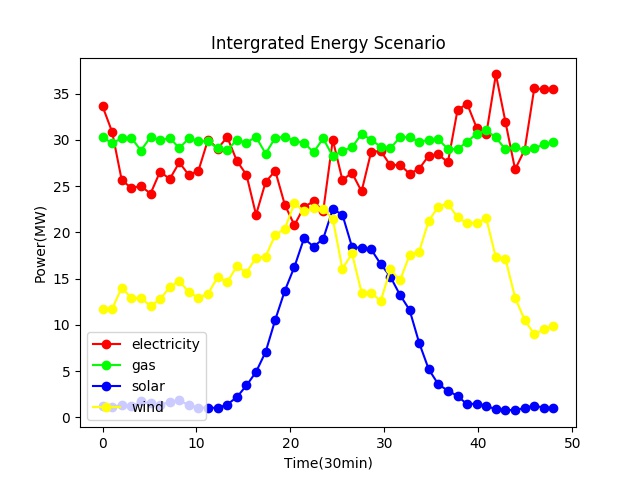 Intergrated Energy Scenario
Power(MW)
35
30
25
20
15
10
5
0
electricity
gas
solar
wind
0 10 20 30 40 50
Time(30min)